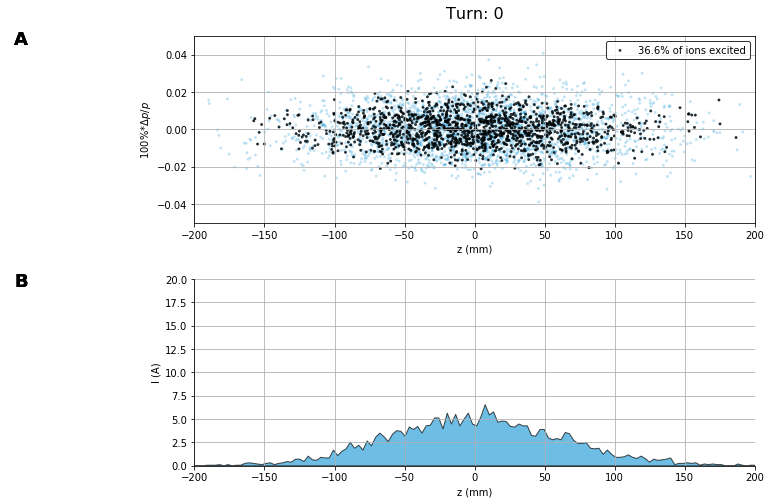 Turn: 0
A
0.04
0.02
0.00
−0.02
−0.04
100%*Δp/p
36.6% of ions excited
−200 −150 −100 −50 0 50 100 150 200
z (mm)
B
20.0
17.5
15.0
12.5
10.0
7.5
5.0
2.5
0.0
I (A)
−200 −150 −100 −50 0 50 100 150 200
z (mm)